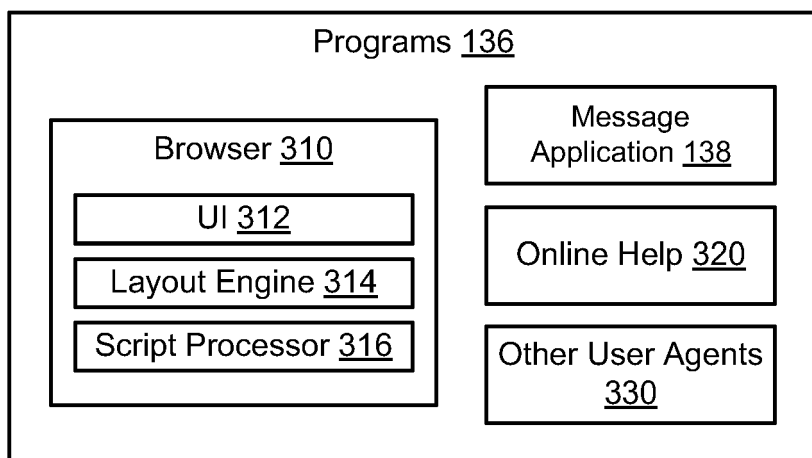 Programs 136
Browser 310
UI 312
Layout Engine 314
Script Processor 316
Message
Application 138
Online Help 320
Other User Agents
330